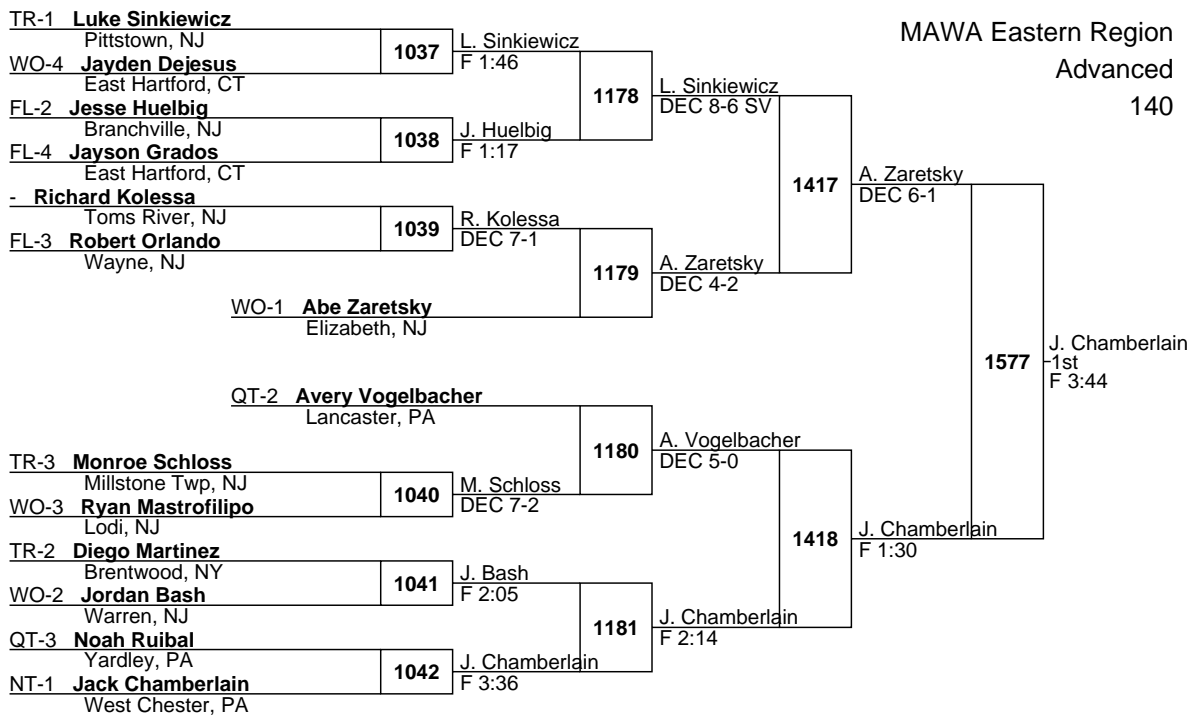 MAWA Eastern Region
Advanced
140
TR-1 Luke Sinkiewicz
Pittstown, NJ
WO-4 Jayden Dejesus
East Hartford, CT
FL-2 Jesse Huelbig
Branchville, NJ
FL-4 Jayson Grados
East Hartford, CT
- Richard Kolessa
Toms River, NJ
FL-3 Robert Orlando
Wayne, NJ
WO-1 Abe Zaretsky
Elizabeth, NJ
QT-2 Avery Vogelbacher
Lancaster, PA
TR-3 Monroe Schloss
Millstone Twp, NJ
WO-3 Ryan Mastrofilipo
Lodi, NJ
TR-2 Diego Martinez
Brentwood, NY
WO-2 Jordan Bash
Warren, NJ
QT-3 Noah Ruibal
Yardley, PA
NT-1 Jack Chamberlain
West Chester, PA
1037
L. Sinkiewicz
F 1:46
1038
J. Huelbig
F 1:17
1039
R. Kolessa
DEC 7-1
1040
M. Schloss
DEC 7-2
1041
J. Bash
F 2:05
1042
J. Chamberlain
F 3:36
1178
L. Sinkiewicz
DEC 8-6 SV
1179
A. Zaretsky
DEC 4-2
1180
A. Vogelbacher
DEC 5-0
1181
J. Chamberlain
F 2:14
1417
A. Zaretsky
DEC 6-1
1418
J. Chamberlain
F 1:30
1577
J. Chamberlain
1st
F 3:44